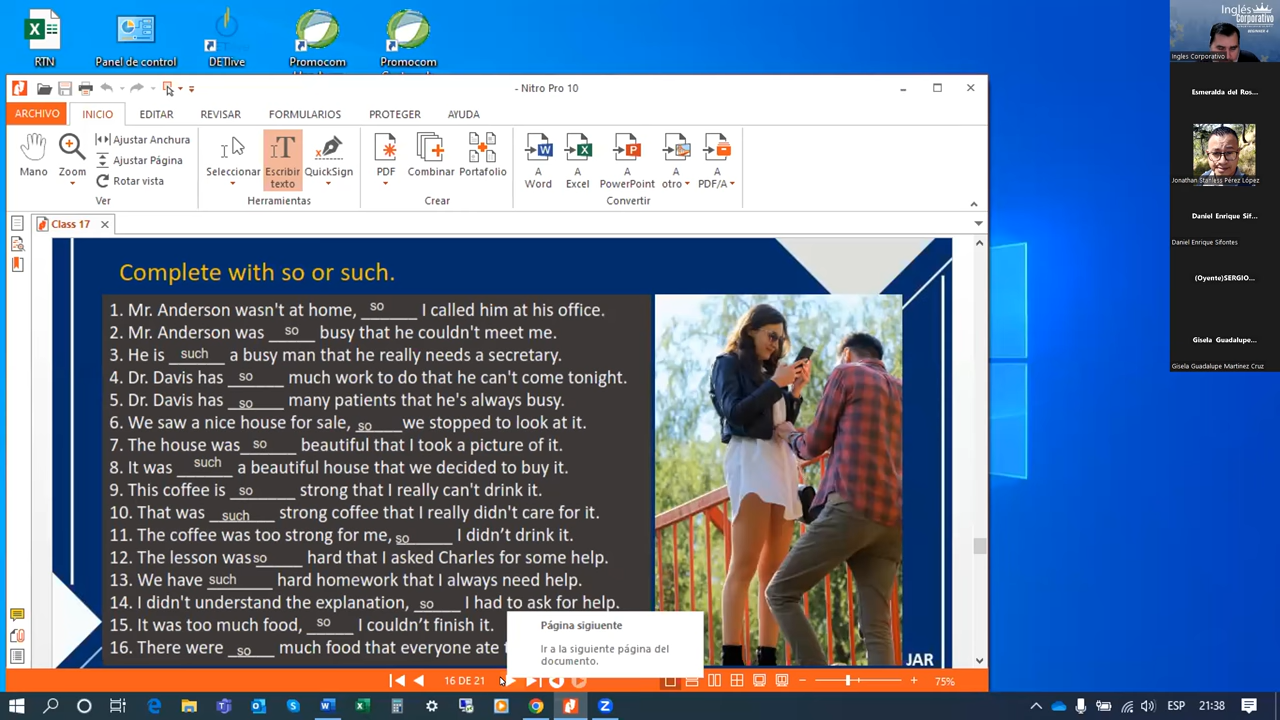 RTN
Panel de control
DETlive
Promocom
Promocom
- Nitro Pro 10
ARCHIVO INICIO EDITAR REVISAR FORMULARIOS PROTEGER AYUDA
Mano
Zoom
Ajustar Anchura
Ajustar Página
Rotar vista
Ver
Seleccionar
Escribir texto
QuickSign
Herramientas
PDF
Combinar
Portafolio
Crear
A Word
A Excel
A PowerPoint
A otro
A PDF/A
Convertir
Class 17
Complete with so or such.
1. Mr. Anderson wasn't at home, so I called him at his office.
2. Mr. Anderson was so busy that he couldn't meet me.
3. He is such a busy man that he really needs a secretary.
4. Dr. Davis has so much work to do that he can't come tonight.
5. Dr. Davis has so many patients that he's always busy.
6. We saw a nice house for sale, so we stopped to look at it.
7. The house was so beautiful that I took a picture of it.
8. It was such a beautiful house that we decided to buy it.
9. This coffee is so strong that I really can't drink it.
10. That was such strong coffee that I really didn't care for it.
11. The coffee was too strong for me, so I didn't drink it.
12. The lesson was so hard that I asked Charles for some help.
13. We have such hard homework that I always need help.
14. I didn't understand the explanation, so I had to ask for help.
15. It was too much food, so I couldn't finish it.
16. There were so much food that everyone ate
JAR
Página sigiuente
Ir a la siguiente página del
documento.
16 DE 21
75%
Inglés
Corporativo
BEGINNER 4
Ingles Corporativo
Esmeralda del Ros...
Jonathan Stanless Pérez López
Daniel Enrique Sif...
Daniel Enrique Sifontes
(Oyente)SERGIO...
Gisela Guadalupe...
Gisela Guadalupe Martinez Cruz
ESP
21:38